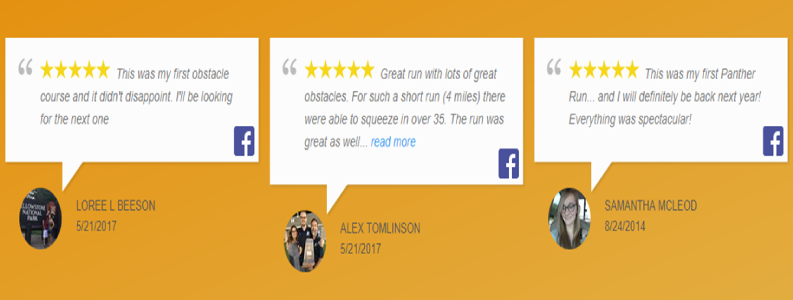 “ This was my first obstacle
course and it didn't disappoint. I'll be looking
for the next one
LOREE L BEESON
5/21/2017
“ Great run with lots of great
obstacles. For such a short run (4 miles) there
were able to squeeze in over 35. The run was
great as well... read more
ALEX TOMLINSON
5/21/2017
“ This was my first Panther
Run... and I will definitely be back next year!
Everything was spectacular!
SAMANTHA MCLEOD
8/24/2014